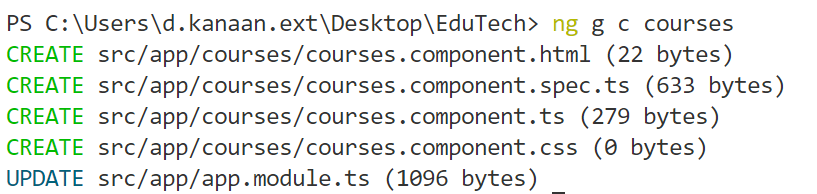 PS C:\Users\d.kanaan.ext\Desktop\EduTech> ng g c courses
CREATE src/app/courses/courses.component.html (22 bytes)
CREATE src/app/courses/courses.component.spec.ts (633 bytes)
CREATE src/app/courses/courses.component.ts (279 bytes)
CREATE src/app/courses/courses.component.css (0 bytes)
UPDATE src/app/app.module.ts (1096 bytes)